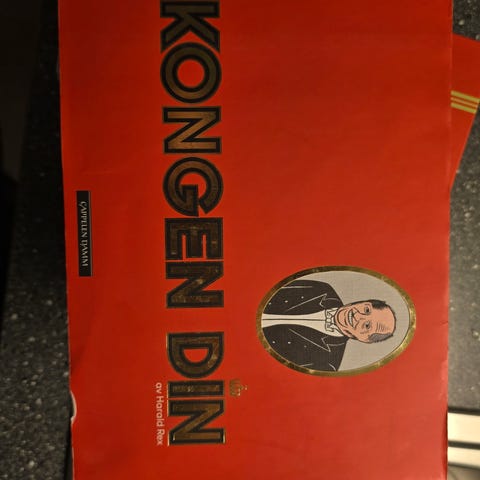 KONGEN DIN
av Harald Rex
CAPPELEN DAMM